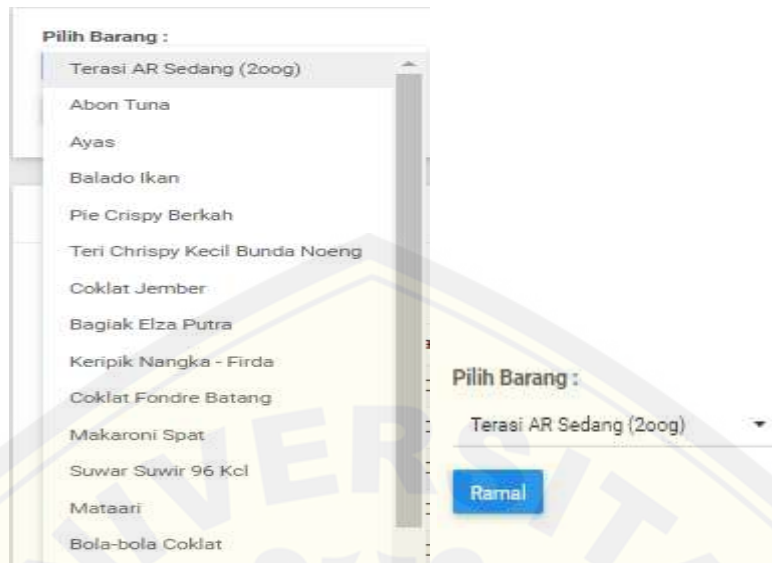 Pilih Barang :
Terasi AR Sedang (2oog)
Abon Tuna
Ayas
Balado Ikan
Pie Crispy Berkah
Teri Chrispy Kecil Bunda Noeng
Coklat Jember
Bagiak Elza Putra
Keripik Nangka - Firda
Coklat Fondre Batang
Makaroni Spat
Suwar Suwir 96 Kcl
Mataari
Bola-bola Coklat
Pilih Barang :
Terasi AR Sedang (2oog)
Ramal